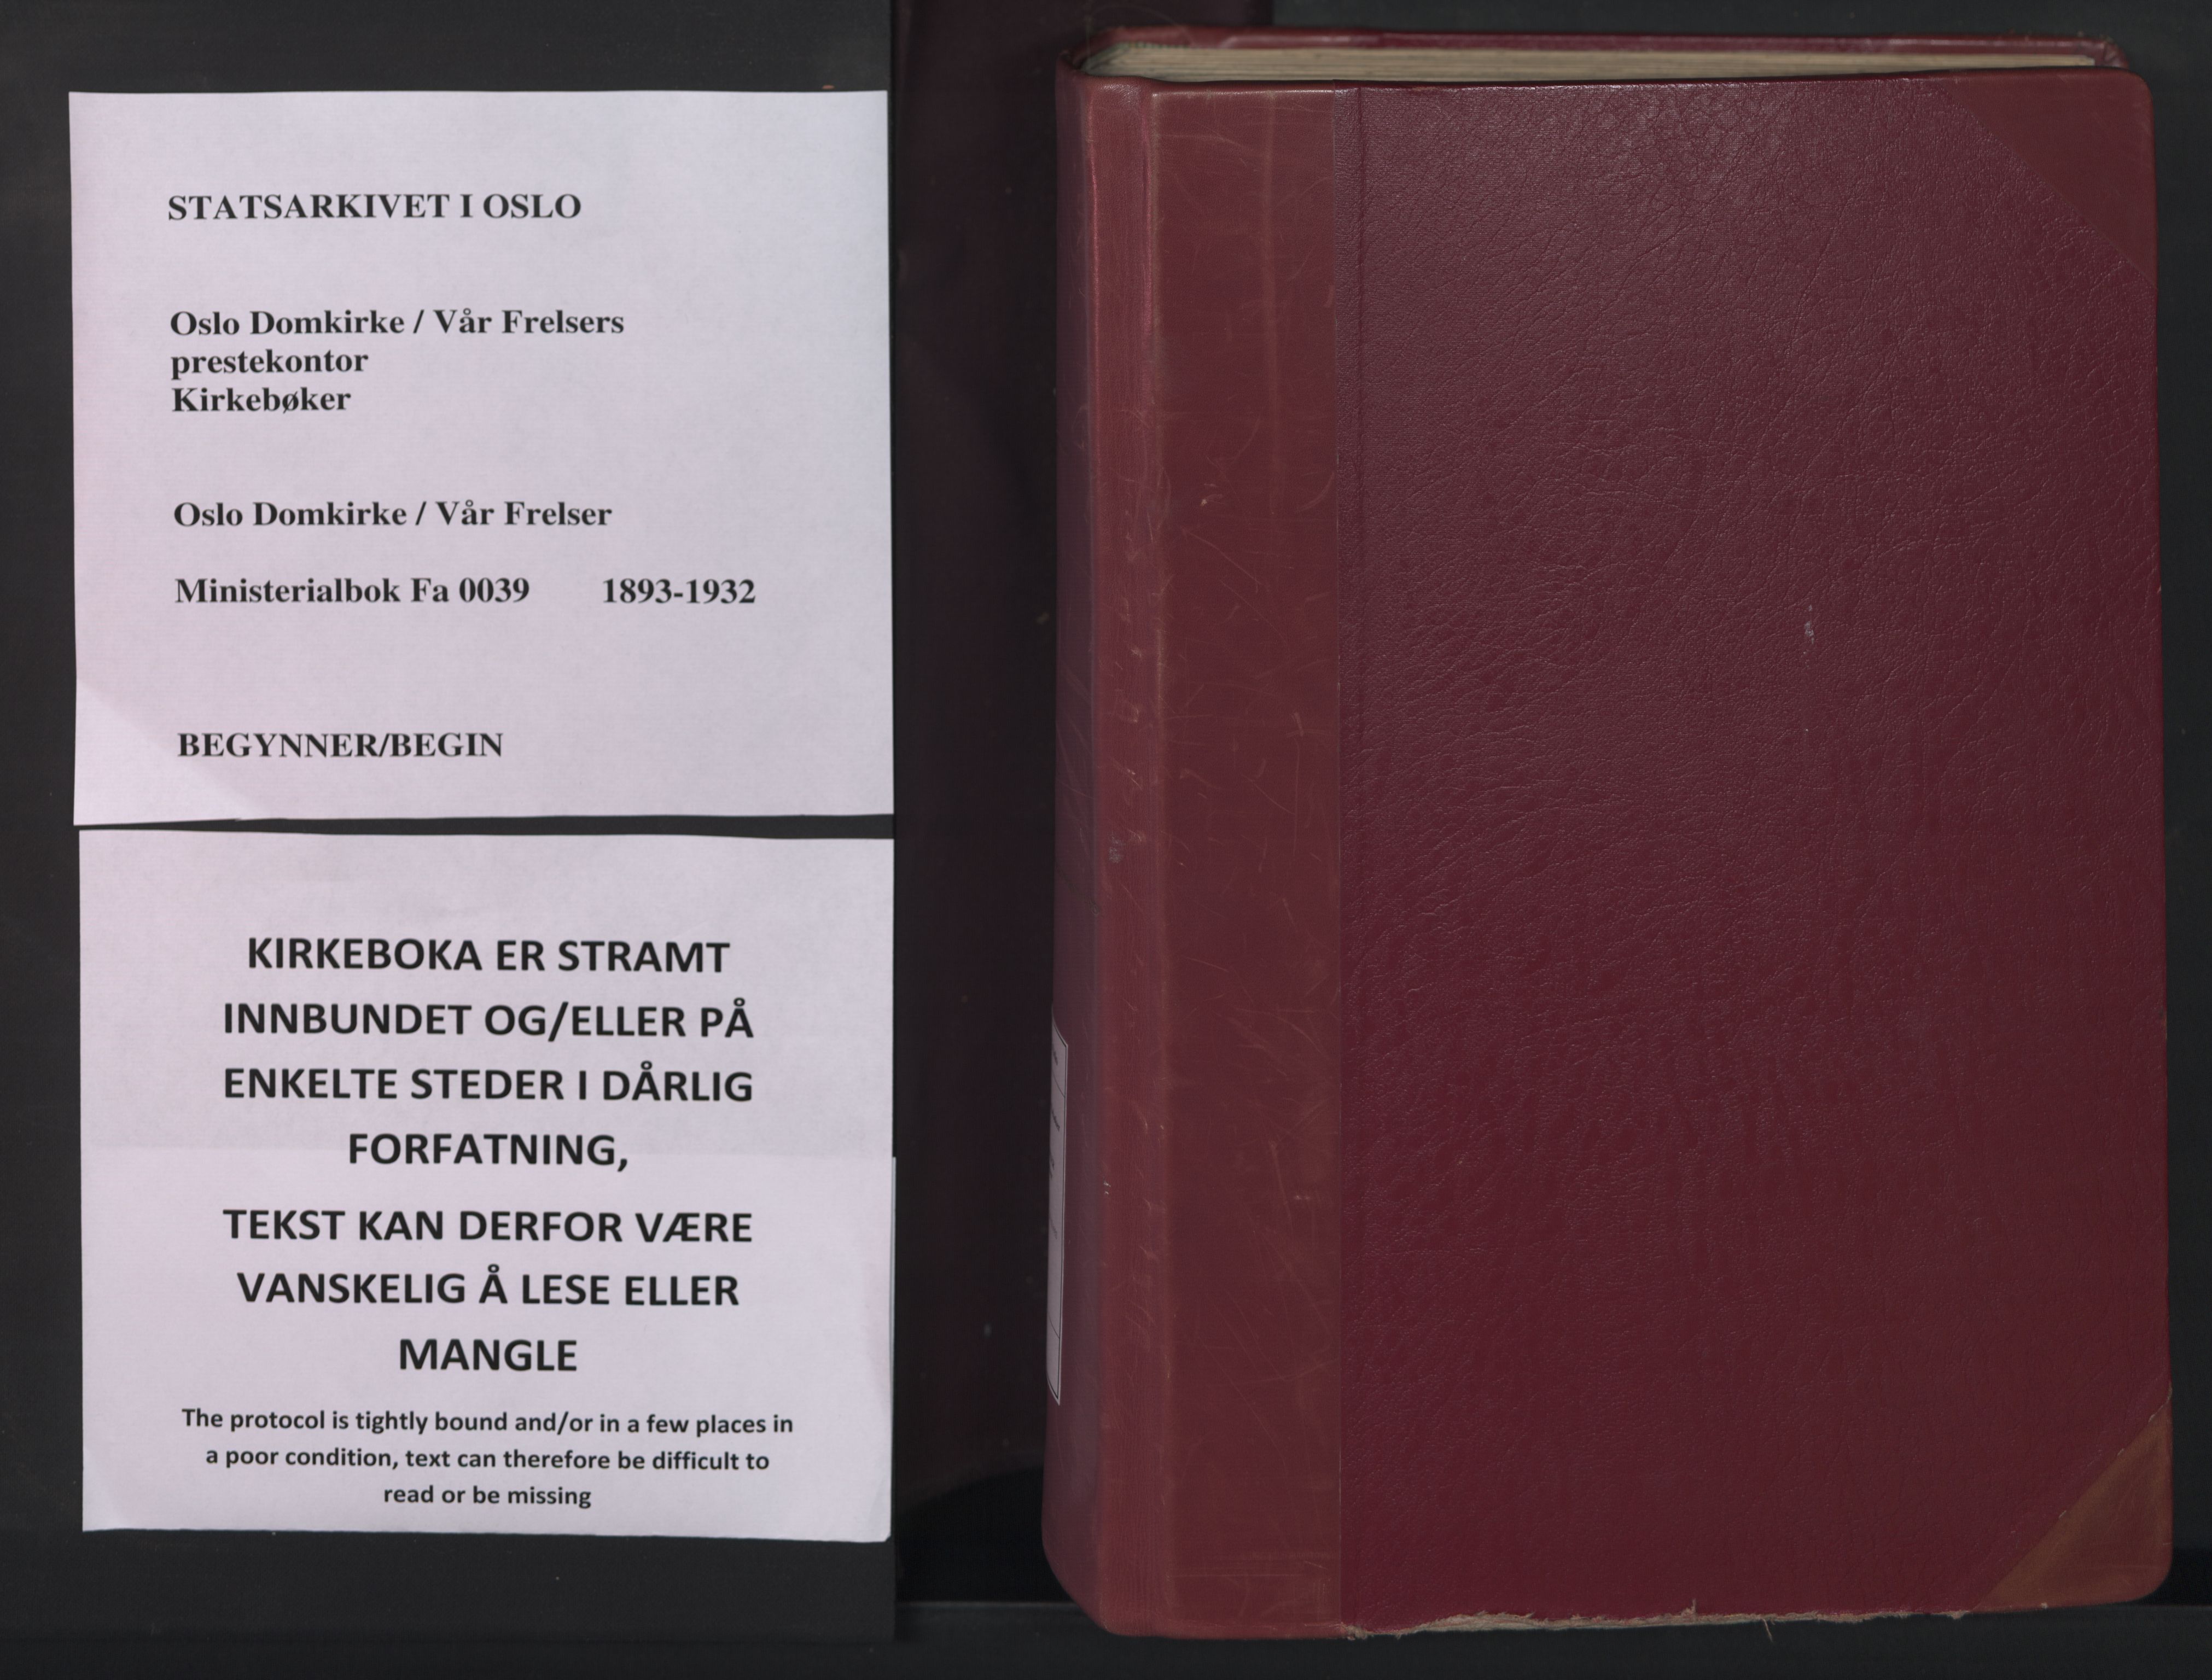 STATSARKIVET I OSLO
Oslo Domkirke / Vår Frelsers
prestekontor
Kirkebøker
Oslo Domkirke / Vår Frelser
Ministerialbok Fa 0039 1893-1932
BEGYNNER/BEGIN
KIRKEBOKA ER STRAMT
INNBUNDET OG/ELLER PÅ
ENKELTE STEDER I DÅRLIG
FORFATNING,
TEKST KAN DERFOR VÆRE
VANSKELIG Å LESE ELLER
MANGLE
The protocol is tightly bound and/or in a few places in
a poor condition, text can therefore be difficult to
read or be missing